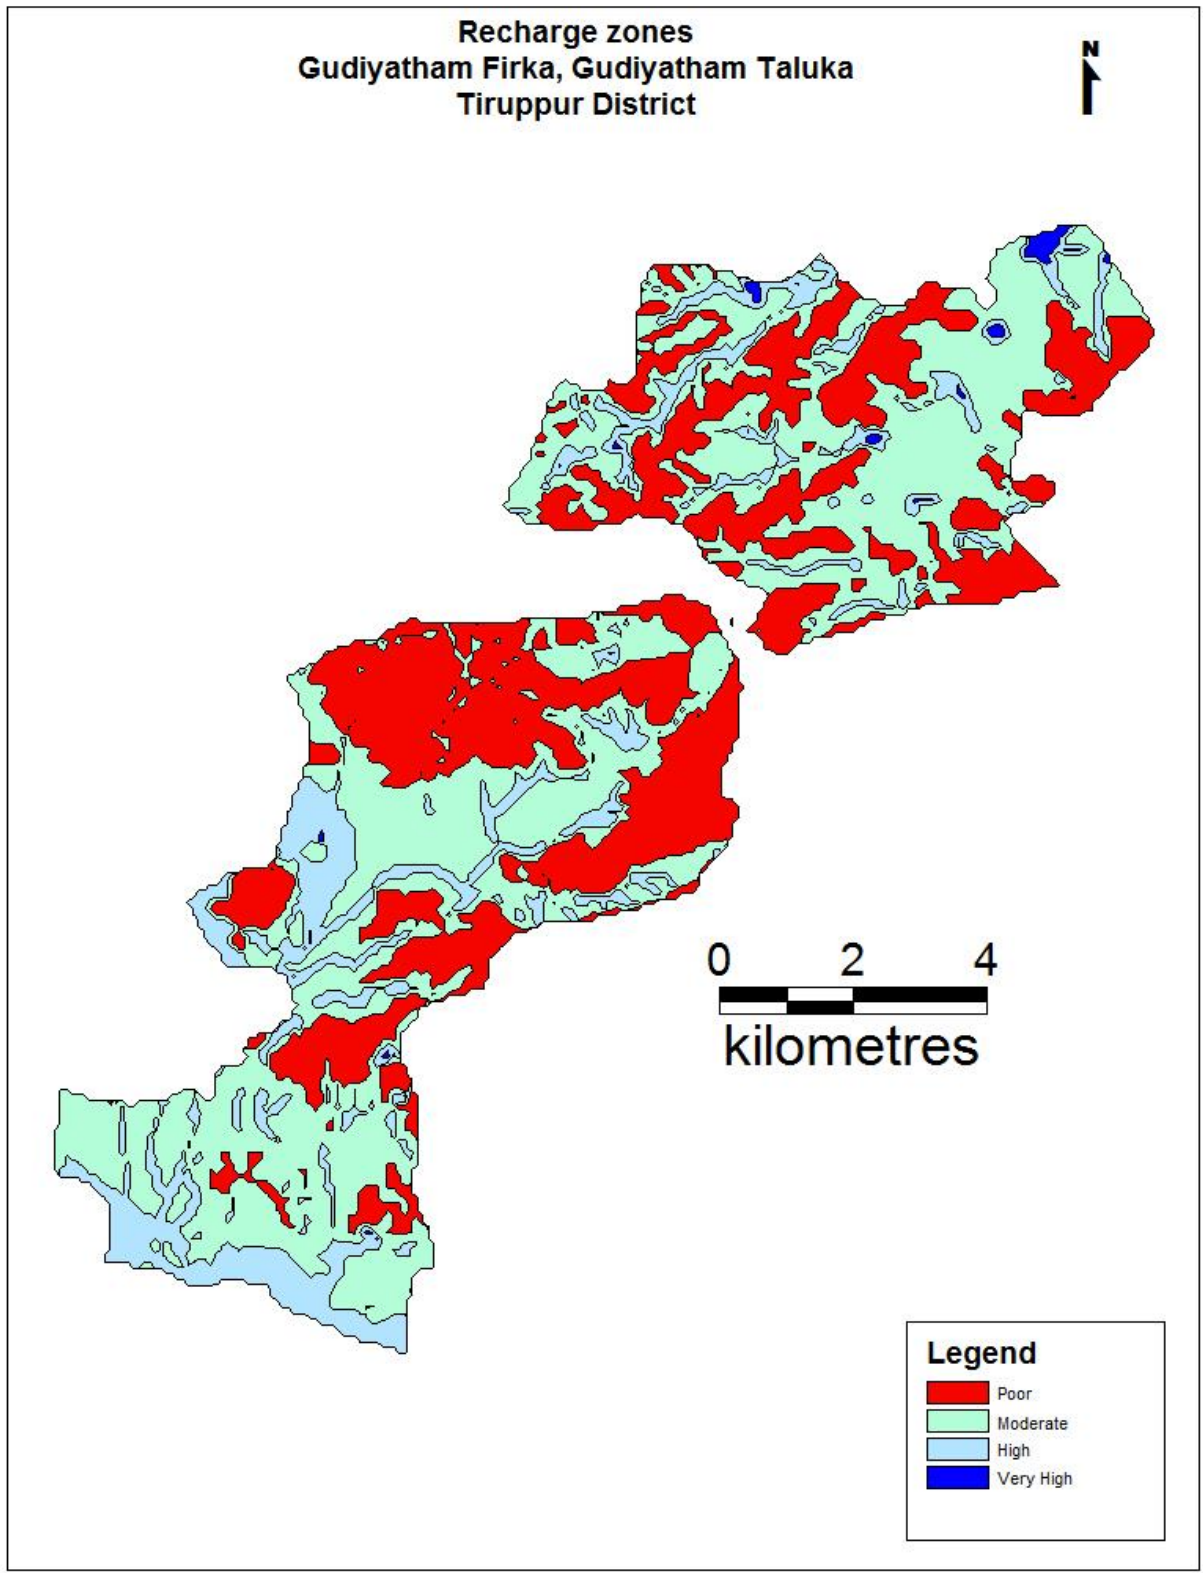 Recharge zones
Gudiyatham Firka, Gudiyatham Taluka
Tiruppur District
N
0 2 4
kilometres
Legend
Poor
Moderate
High
Very High